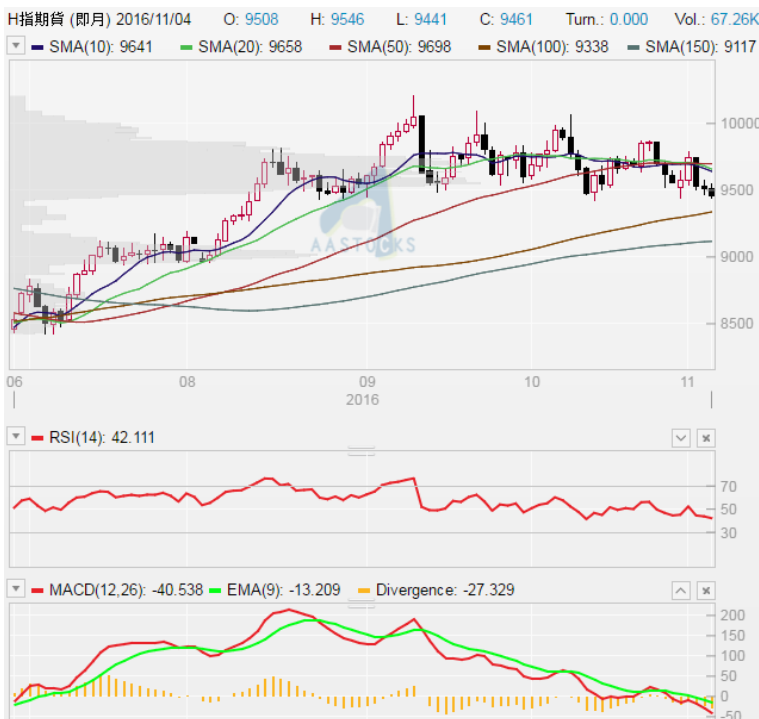 H指期貨 (即月) 2016/11/04 O: 9508 H: 9546 L: 9441 C: 9461 Turn.: 0.000 Vol.: 67.26K
SMA(10): 9641 SMA(20): 9658 SMA(50): 9698 SMA(100): 9338 SMA(150): 9117
10000
9500
AASTOCKS
9000
8500
06 08 09 10 11
2016
RSI(14): 42.111
70
50
30
MACD(12,26): -40.538 EMA(9): -13.209 Divergence: -27.329
200
150
100
50
0
-50